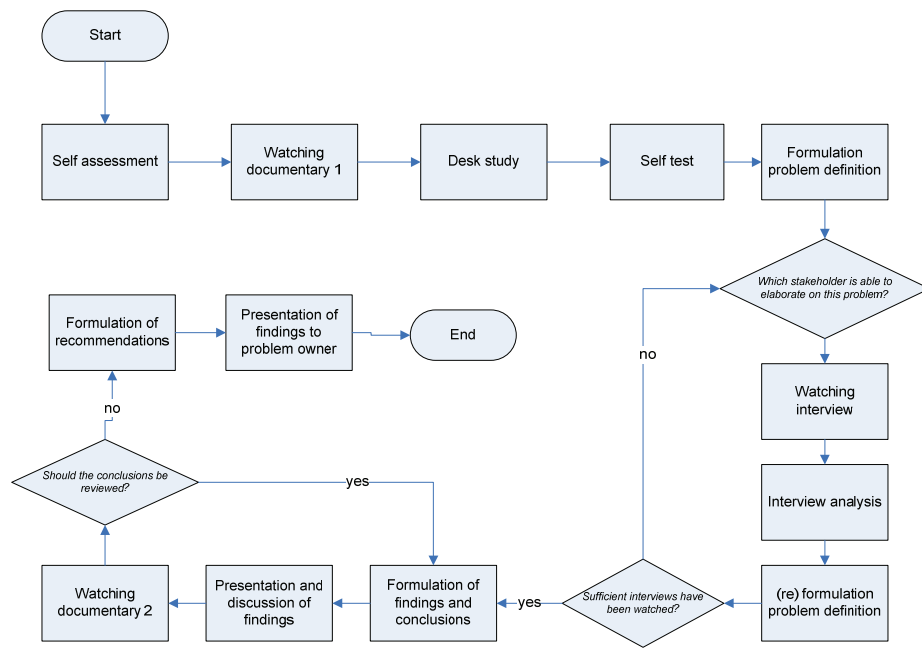 Start
Self assessment
Watching
documentary 1
Desk study
Self test
Formulation
problem definition
Which stakeholder is able to
elaborate on this problem?
Watching
interview
Interview analysis
(re) formulation
problem definition
Sufficient interviews have
been watched?
no
yes
Formulation of
findings and
conclusions
Presentation and
discussion of
findings
Watching
documentary 2
Should the conclusions be
reviewed?
yes
no
Formulation of
recommendations
Presentation of
findings to
problem owner
End